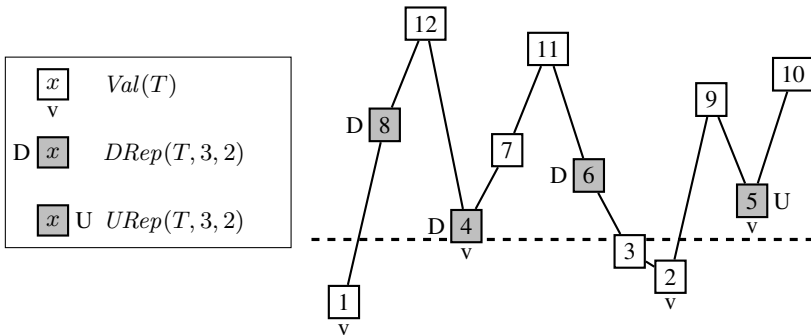 x Val(T)
v
D x DRep(T, 3, 2)
x U URep(T, 3, 2)
12
11
10
9
D 8
7
D 6
5 U
v
D 4
v
3
2
v
1
v